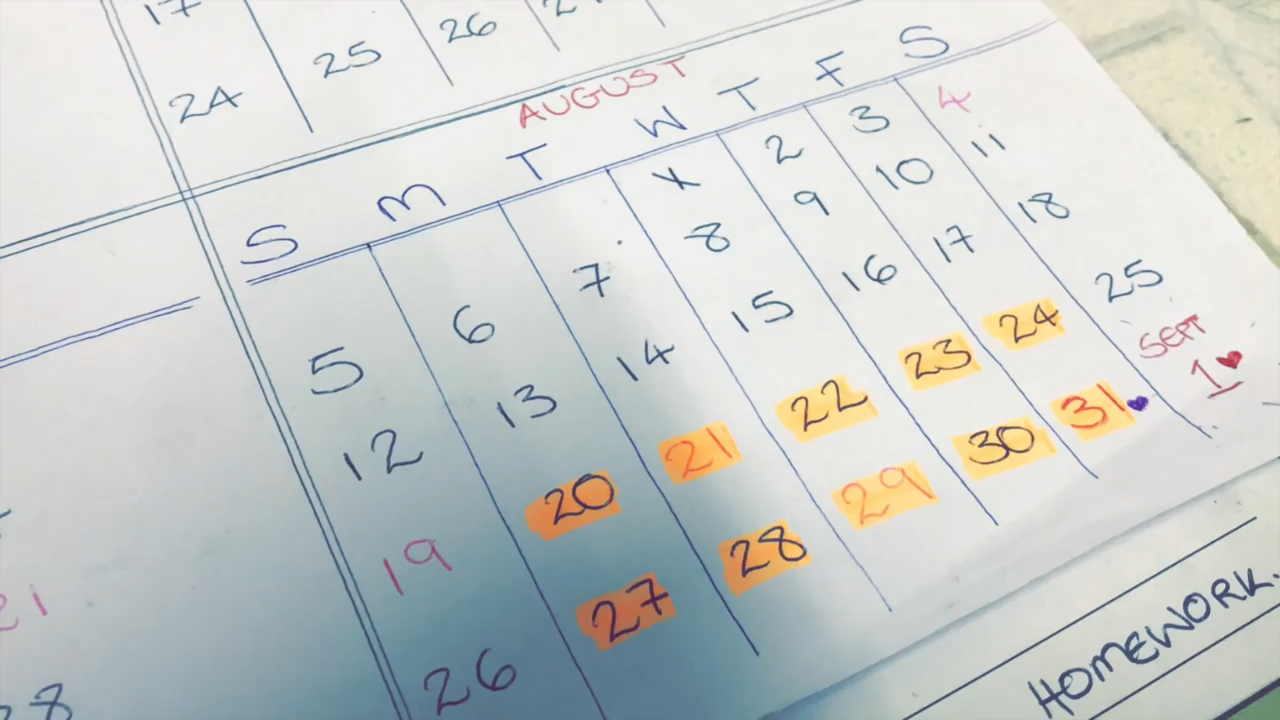 17
24 25 26
AUGUST
S M T W T F S
2 3 4
5 6 7 8 9 10 11
12 13 14 15 16 17 18
19 20 21 22 23 24 25
26 27 28 29 30 31 SEPT 1
21
28
HOMEWORK.